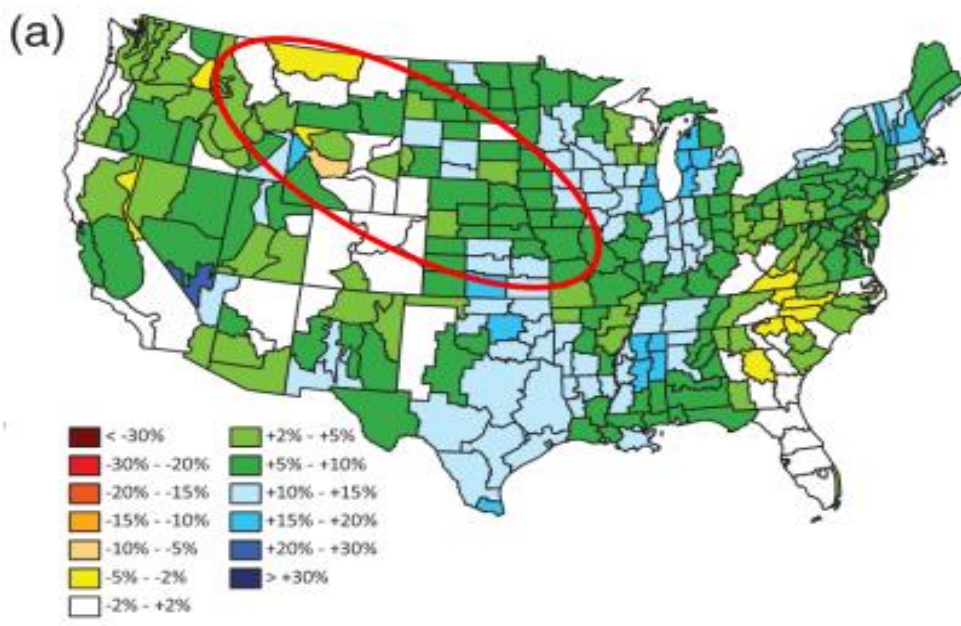 (a)
< -30%
-30% - -20%
-20% - -15%
-15% - -10%
-10% - -5%
-5% - -2%
-2% - +2%
+2% - +5%
+5% - +10%
+10% - +15%
+15% - +20%
+20% - +30%
> +30%